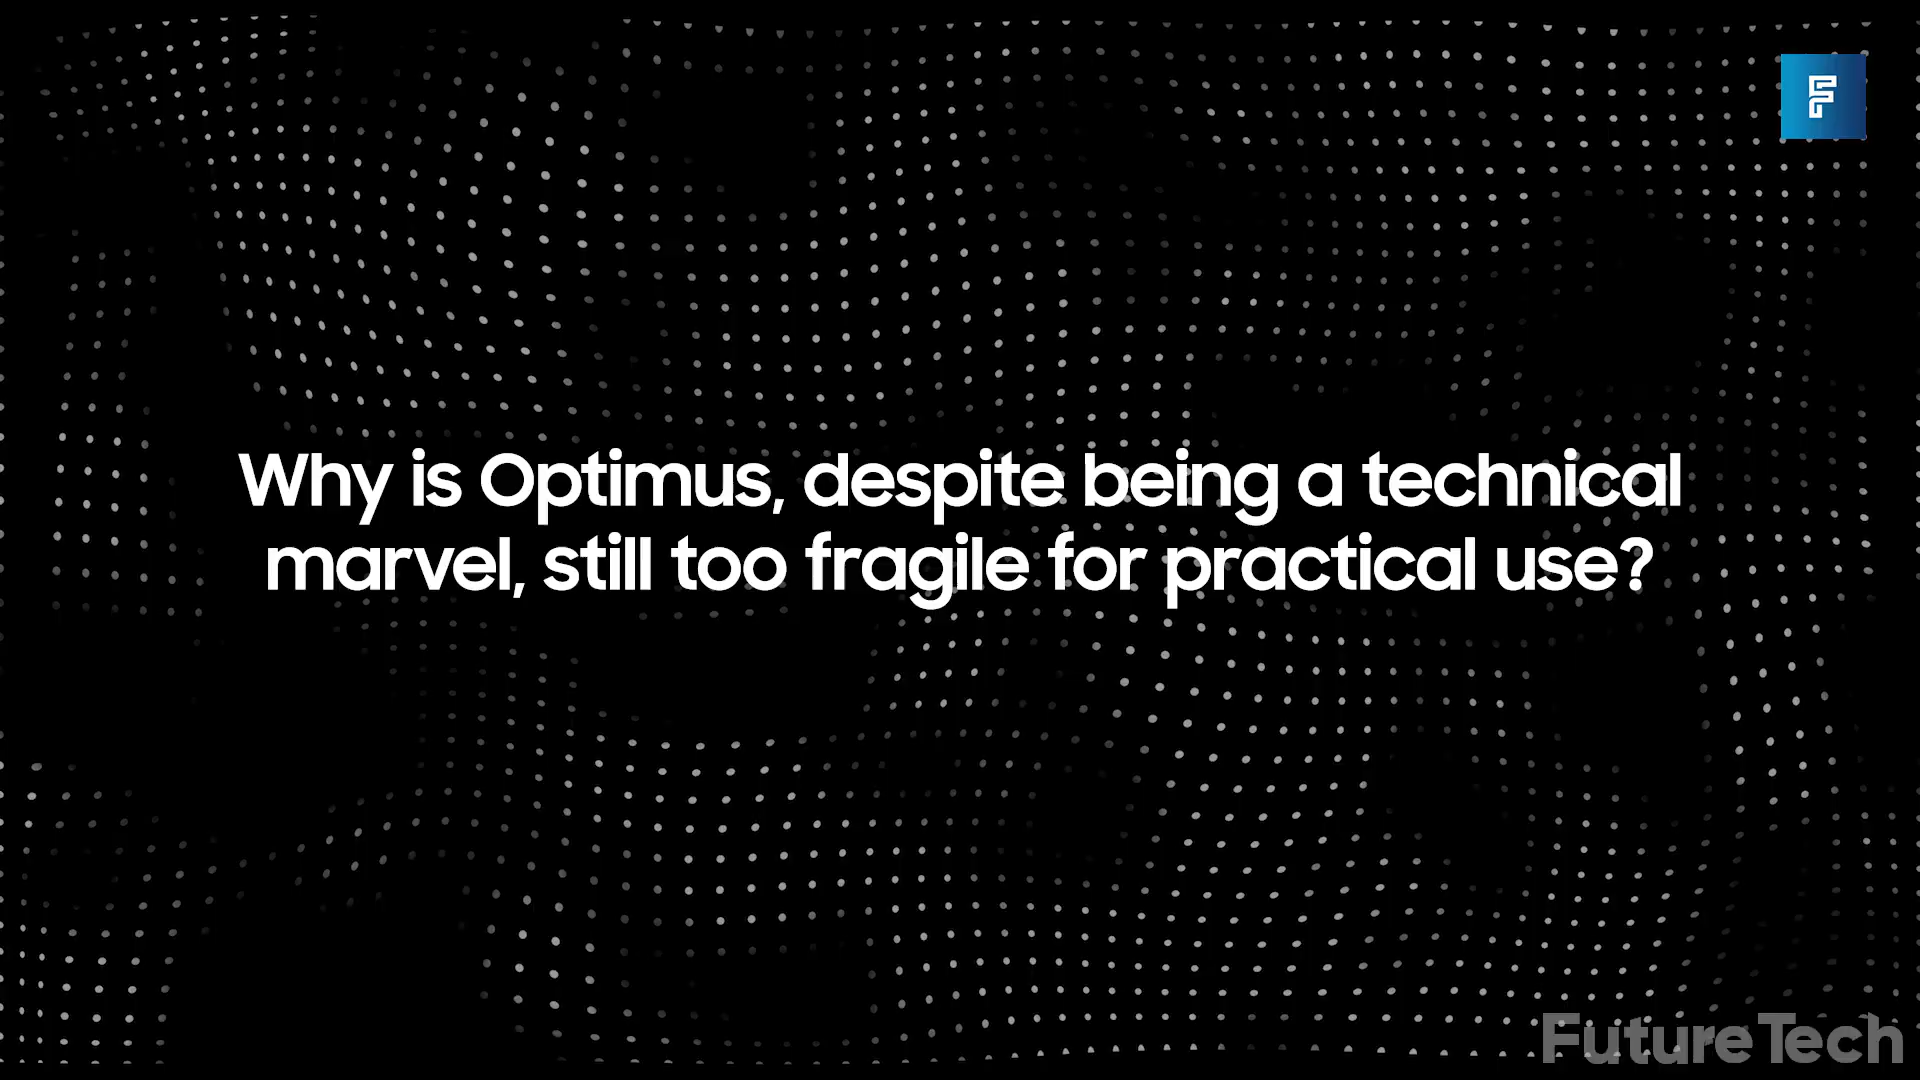 Why is Optimus, despite being a technical
marvel, still too fragile for practical use?
FutureTech